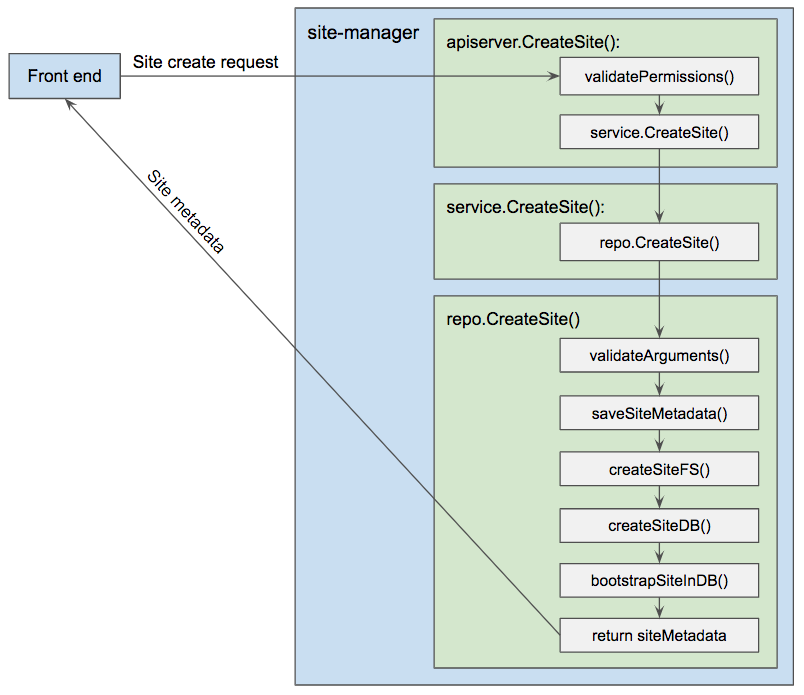 site-manager
apiserver.CreateSite():
Front end
Site create request
validatePermissions()
service.CreateSite()
service.CreateSite():
repo.CreateSite()
Site metadata
repo.CreateSite()
validateArguments()
saveSiteMetadata()
createSiteFS()
createSiteDB()
bootstrapSiteInDB()
return siteMetadata